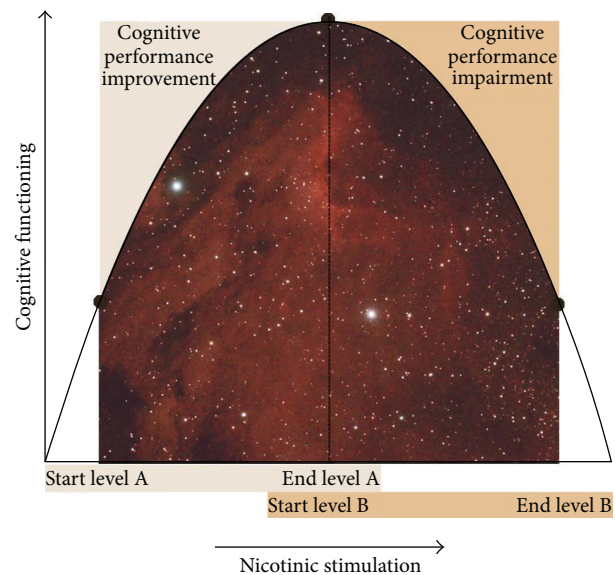 Cognitive
performance
improvement
Cognitive
performance
impairment
Cognitive functioning
Start level A
End level A
Start level B
End level B
Nicotinic stimulation